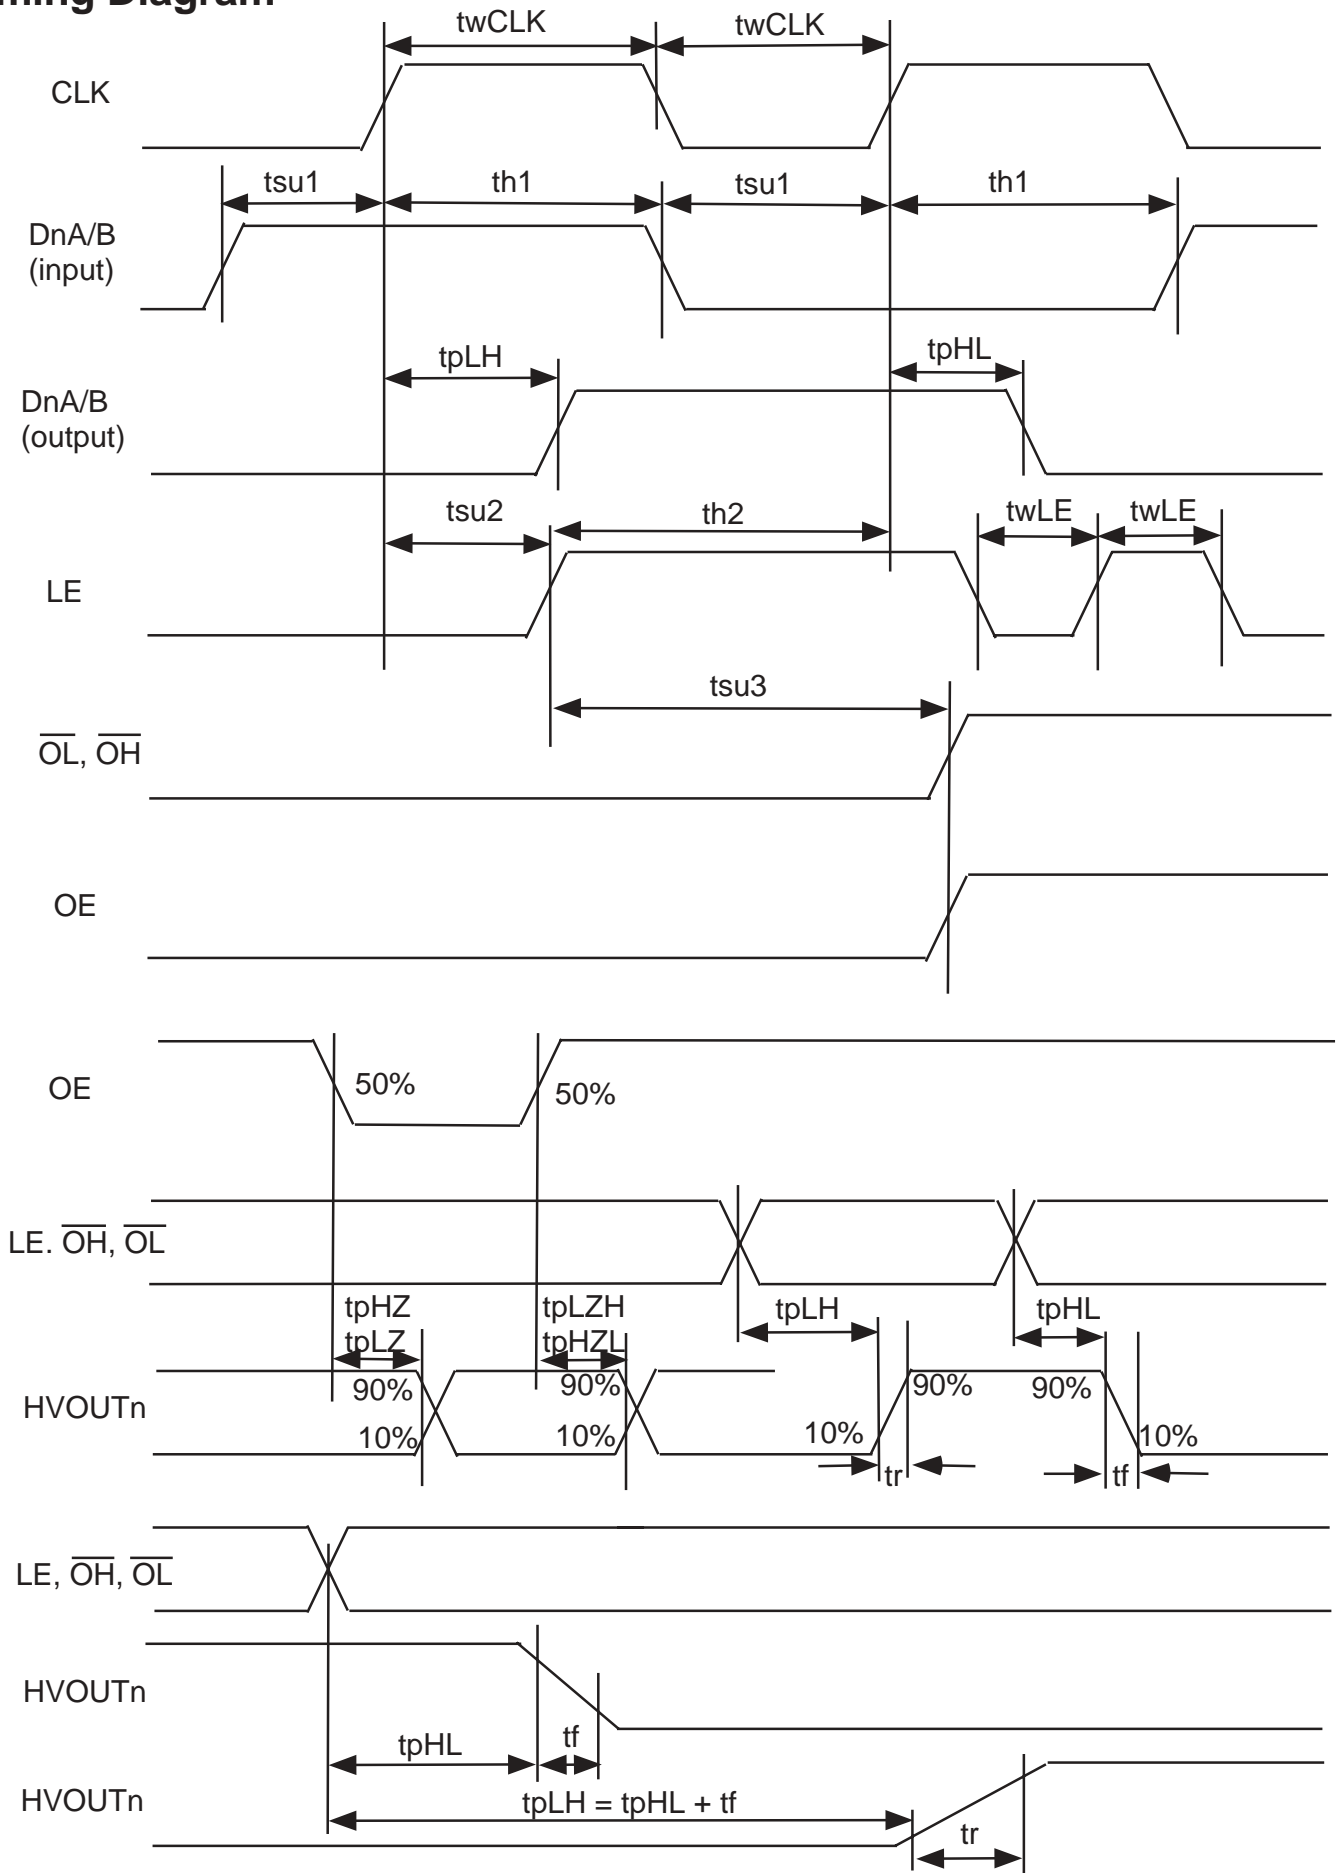 Diagram
twCLK twCLK
CLK
tsu1 th1 tsu1 th1
DnA/B
(input)
tpLH tpHL
DnA/B
(output)
tsu2 th2 twLE twLE
LE
tsu3
OL, OH
OE
OE 50% 50%
LE. OH, OL
tpHZ tpLZH tpLH tpHL
tpLZ tpHZL
HVOUTn 90% 90% 90% 90%
10% 10% 10% 10%
tr tf
LE, OH, OL
HVOUTn
tpHL tf
HVOUTn tpLH = tpHL + tf
tr